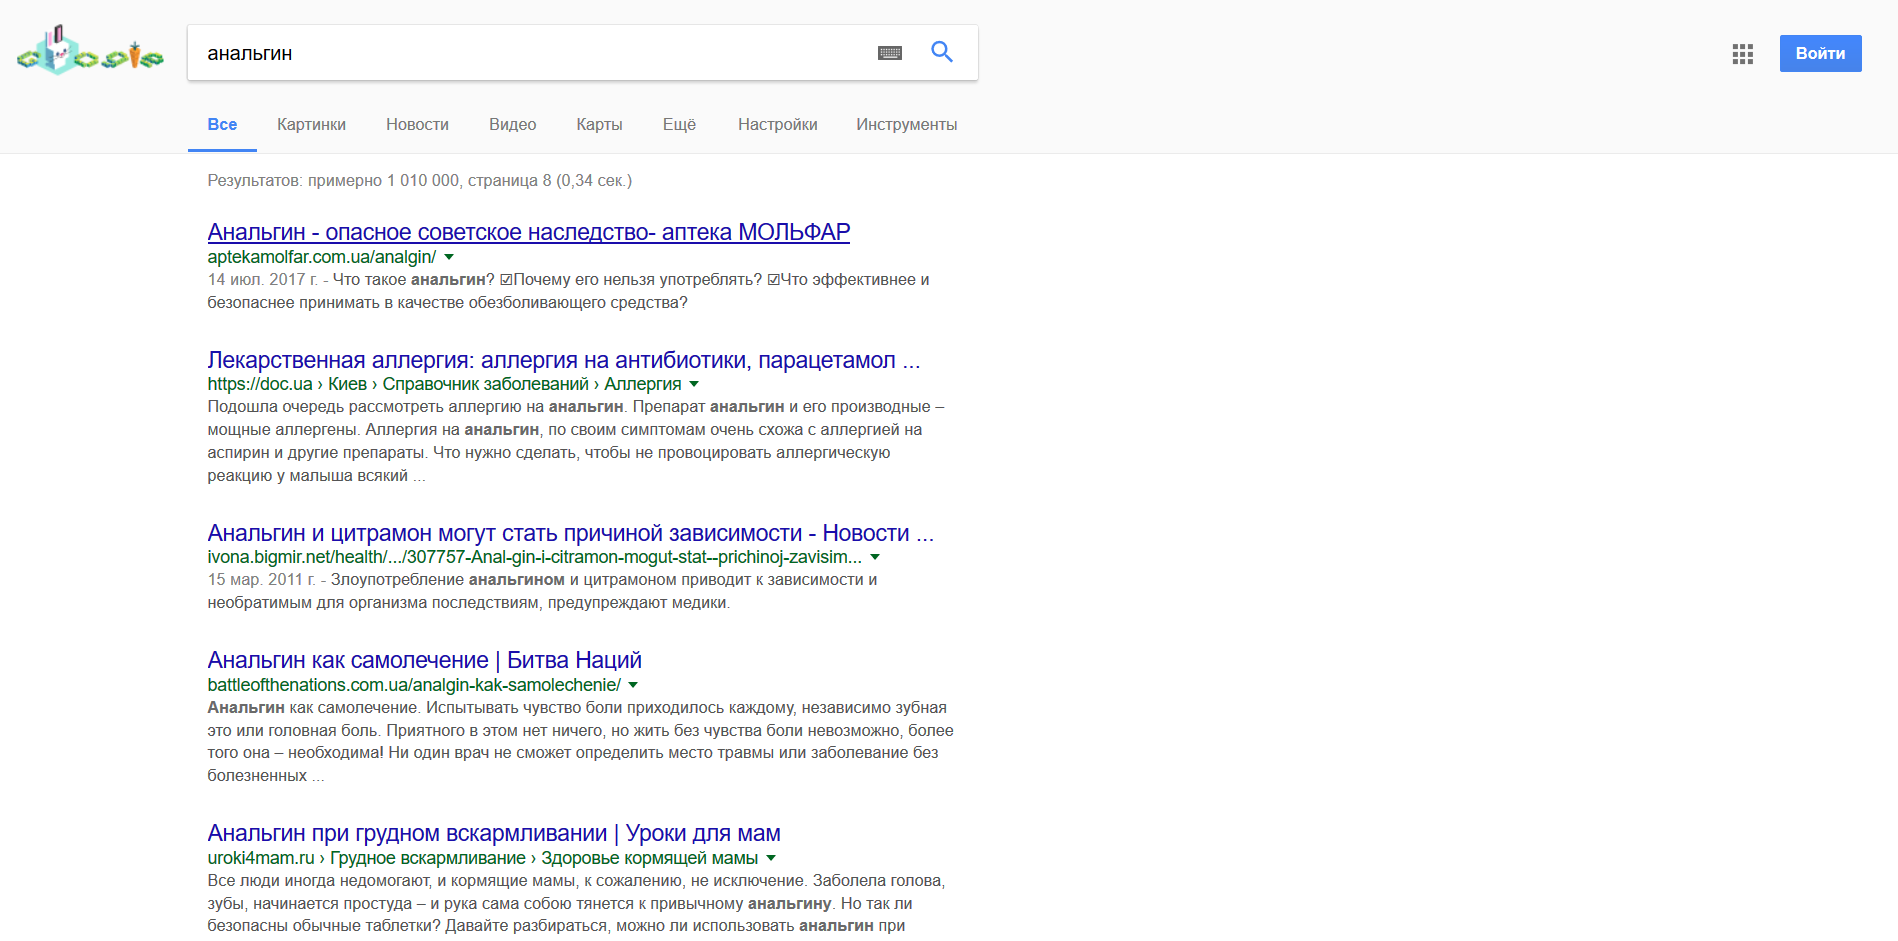 анальгин
Войти
Все Картинки Новости Видео Карты Ещё Настройки Инструменты
Результатов: примерно 1 010 000, страница 8 (0,34 сек.)
Анальгин - опасное советское наследство- аптека МОЛЬФАР
aptekamolfar.com.ua/analgin/
14 июл. 2017 г. - Что такое анальгин? ☑Почему его нельзя употреблять? ☑Что эффективнее и
безопаснее принимать в качестве обезболивающего средства?
Лекарственная аллергия: аллергия на антибиотики, парацетамол ...
https://doc.ua › Киев › Справочник заболеваний › Аллергия
Подошла очередь рассмотреть аллергию на анальгин. Препарат анальгин и его производные –
мощные аллергены. Аллергия на анальгин, по своим симптомам очень схожа с аллергией на
аспирин и другие препараты. Что нужно сделать, чтобы не провоцировать аллергическую
реакцию у малыша всякий ...
Анальгин и цитрамон могут стать причиной зависимости - Новости ...
ivona.bigmir.net/health/.../307757-Anal-gin-i-citramon-mogut-stat--prichinoj-zavisim...
15 мар. 2011 г. - Злоупотребление анальгином и цитрамоном приводит к зависимости и
необратимым для организма последствиям, предупреждают медики.
Анальгин как самолечение | Битва Наций
battleofthenations.com.ua/analgin-kak-samolechenie/
Анальгин как самолечение. Испытывать чувство боли приходилось каждому, независимо зубная
это или головная боль. Приятного в этом нет ничего, но жить без чувства боли невозможно, более
того она – необходима! Ни один врач не сможет определить место травмы или заболевание без
болезненных ...
Анальгин при грудном вскармливании | Уроки для мам
uroki4mam.ru › Грудное вскармливание › Здоровье кормящей мамы
Все люди иногда недомогают, и кормящие мамы, к сожалению, не исключение. Заболела голова,
зубы, начинается простуда – и рука сама собою тянется к привычному анальгину. Но так ли
безопасны обычные таблетки? Давайте разбираться, можно ли использовать анальгин при